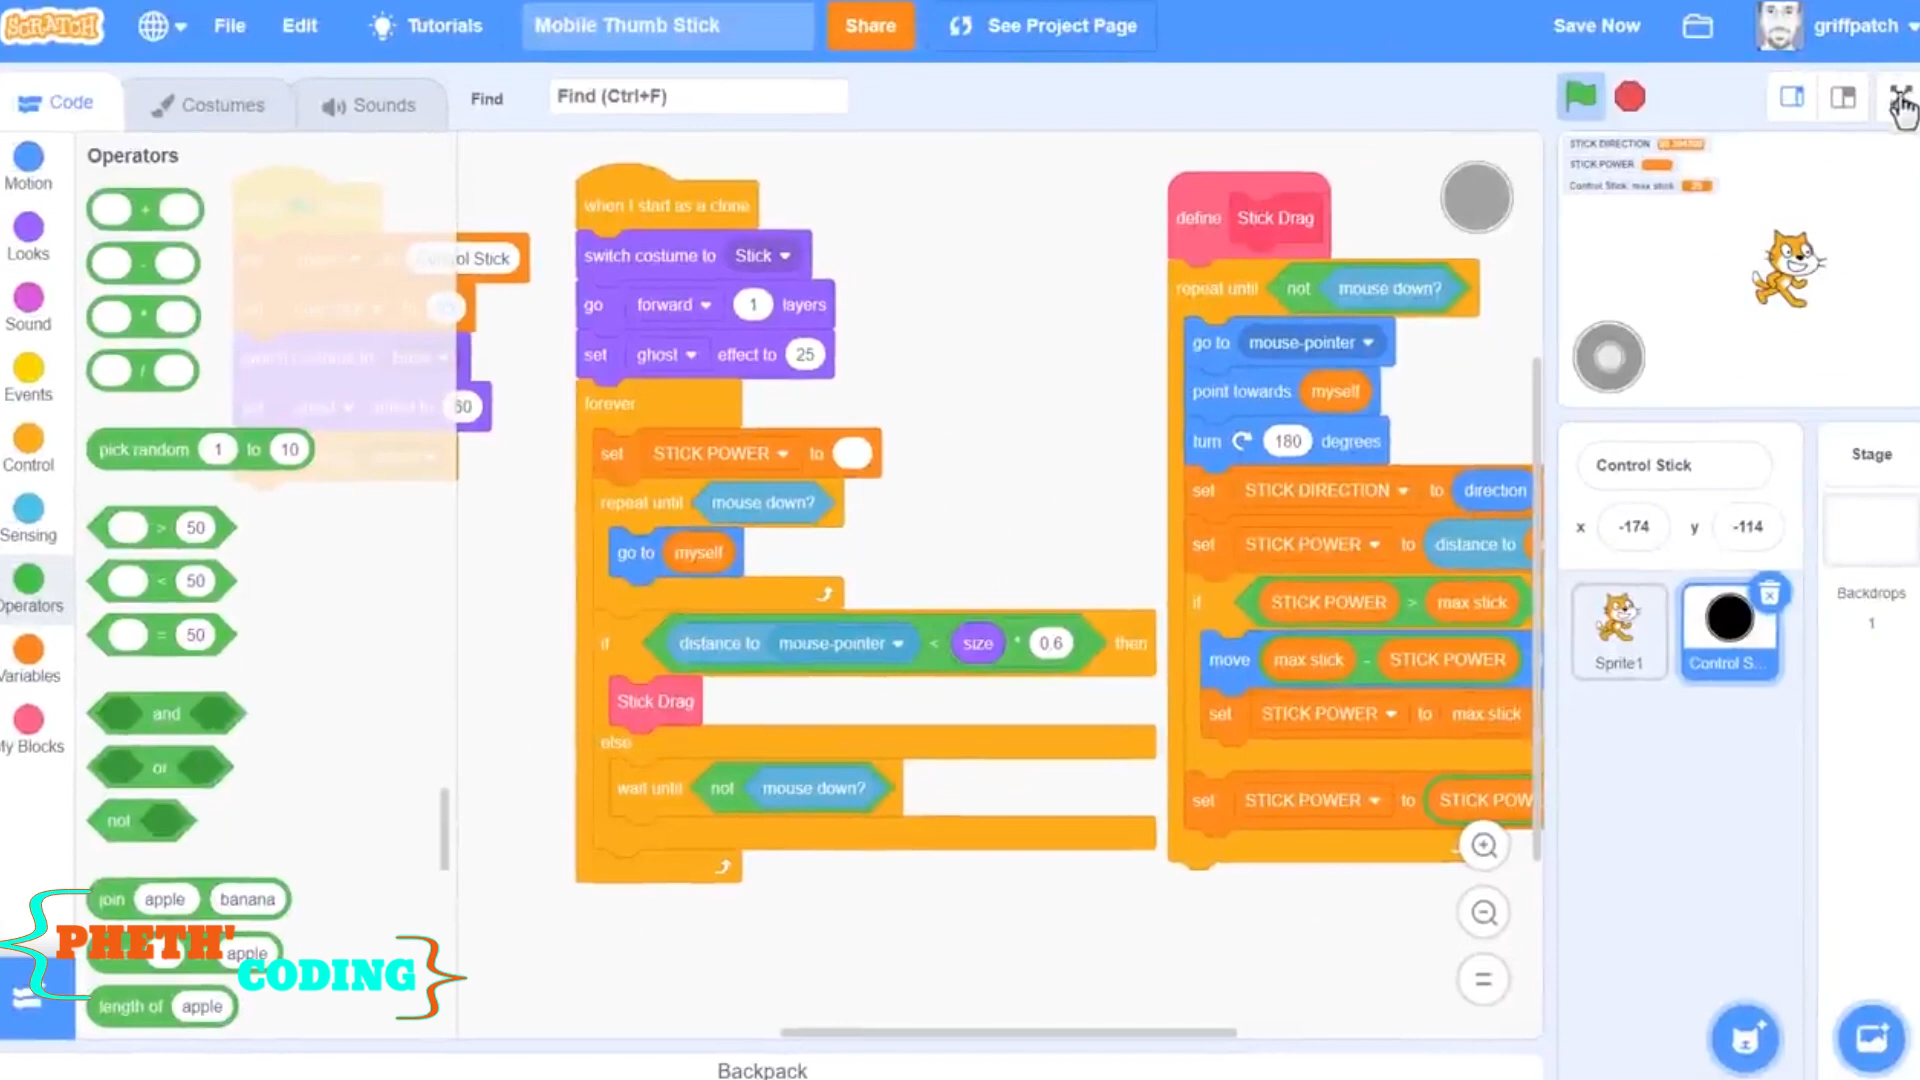 SCRATCH
File
Edit
Tutorials
Mobile Thumb Stick
Share
See Project Page
Save Now
griffpatch
Code
Costumes
Sounds
Find
Find (Ctrl+F)
Motion
Looks
Sound
Events
Control
Sensing
Operators
Variables
My Blocks
Operators
+
-
*
/
pick random 1 to 10
> 50
< 50
= 50
and
or
not
join apple banana
apple
length of apple
Control Stick
60
when I start as a clone
switch costume to Stick
go forward 1 layers
set ghost effect to 25
forever
set STICK POWER to
repeat until mouse down?
go to myself
if distance to mouse-pointer < size * 0.6 then
Stick Drag
else
wait until not mouse down?
define Stick Drag
repeat until not mouse down?
go to mouse-pointer
point towards myself
turn 180 degrees
set STICK DIRECTION to direction
set STICK POWER to distance to
if STICK POWER > max stick
move max stick - STICK POWER
set STICK POWER to max stick
set STICK POWER to STICK POW
STICK DIRECTION
STICK POWER
Control Stick: max stick 25
Control Stick
x -174 y -114
Sprite1
Control S...
Stage
Backdrops
1
Backpack
PHETH'
CODING